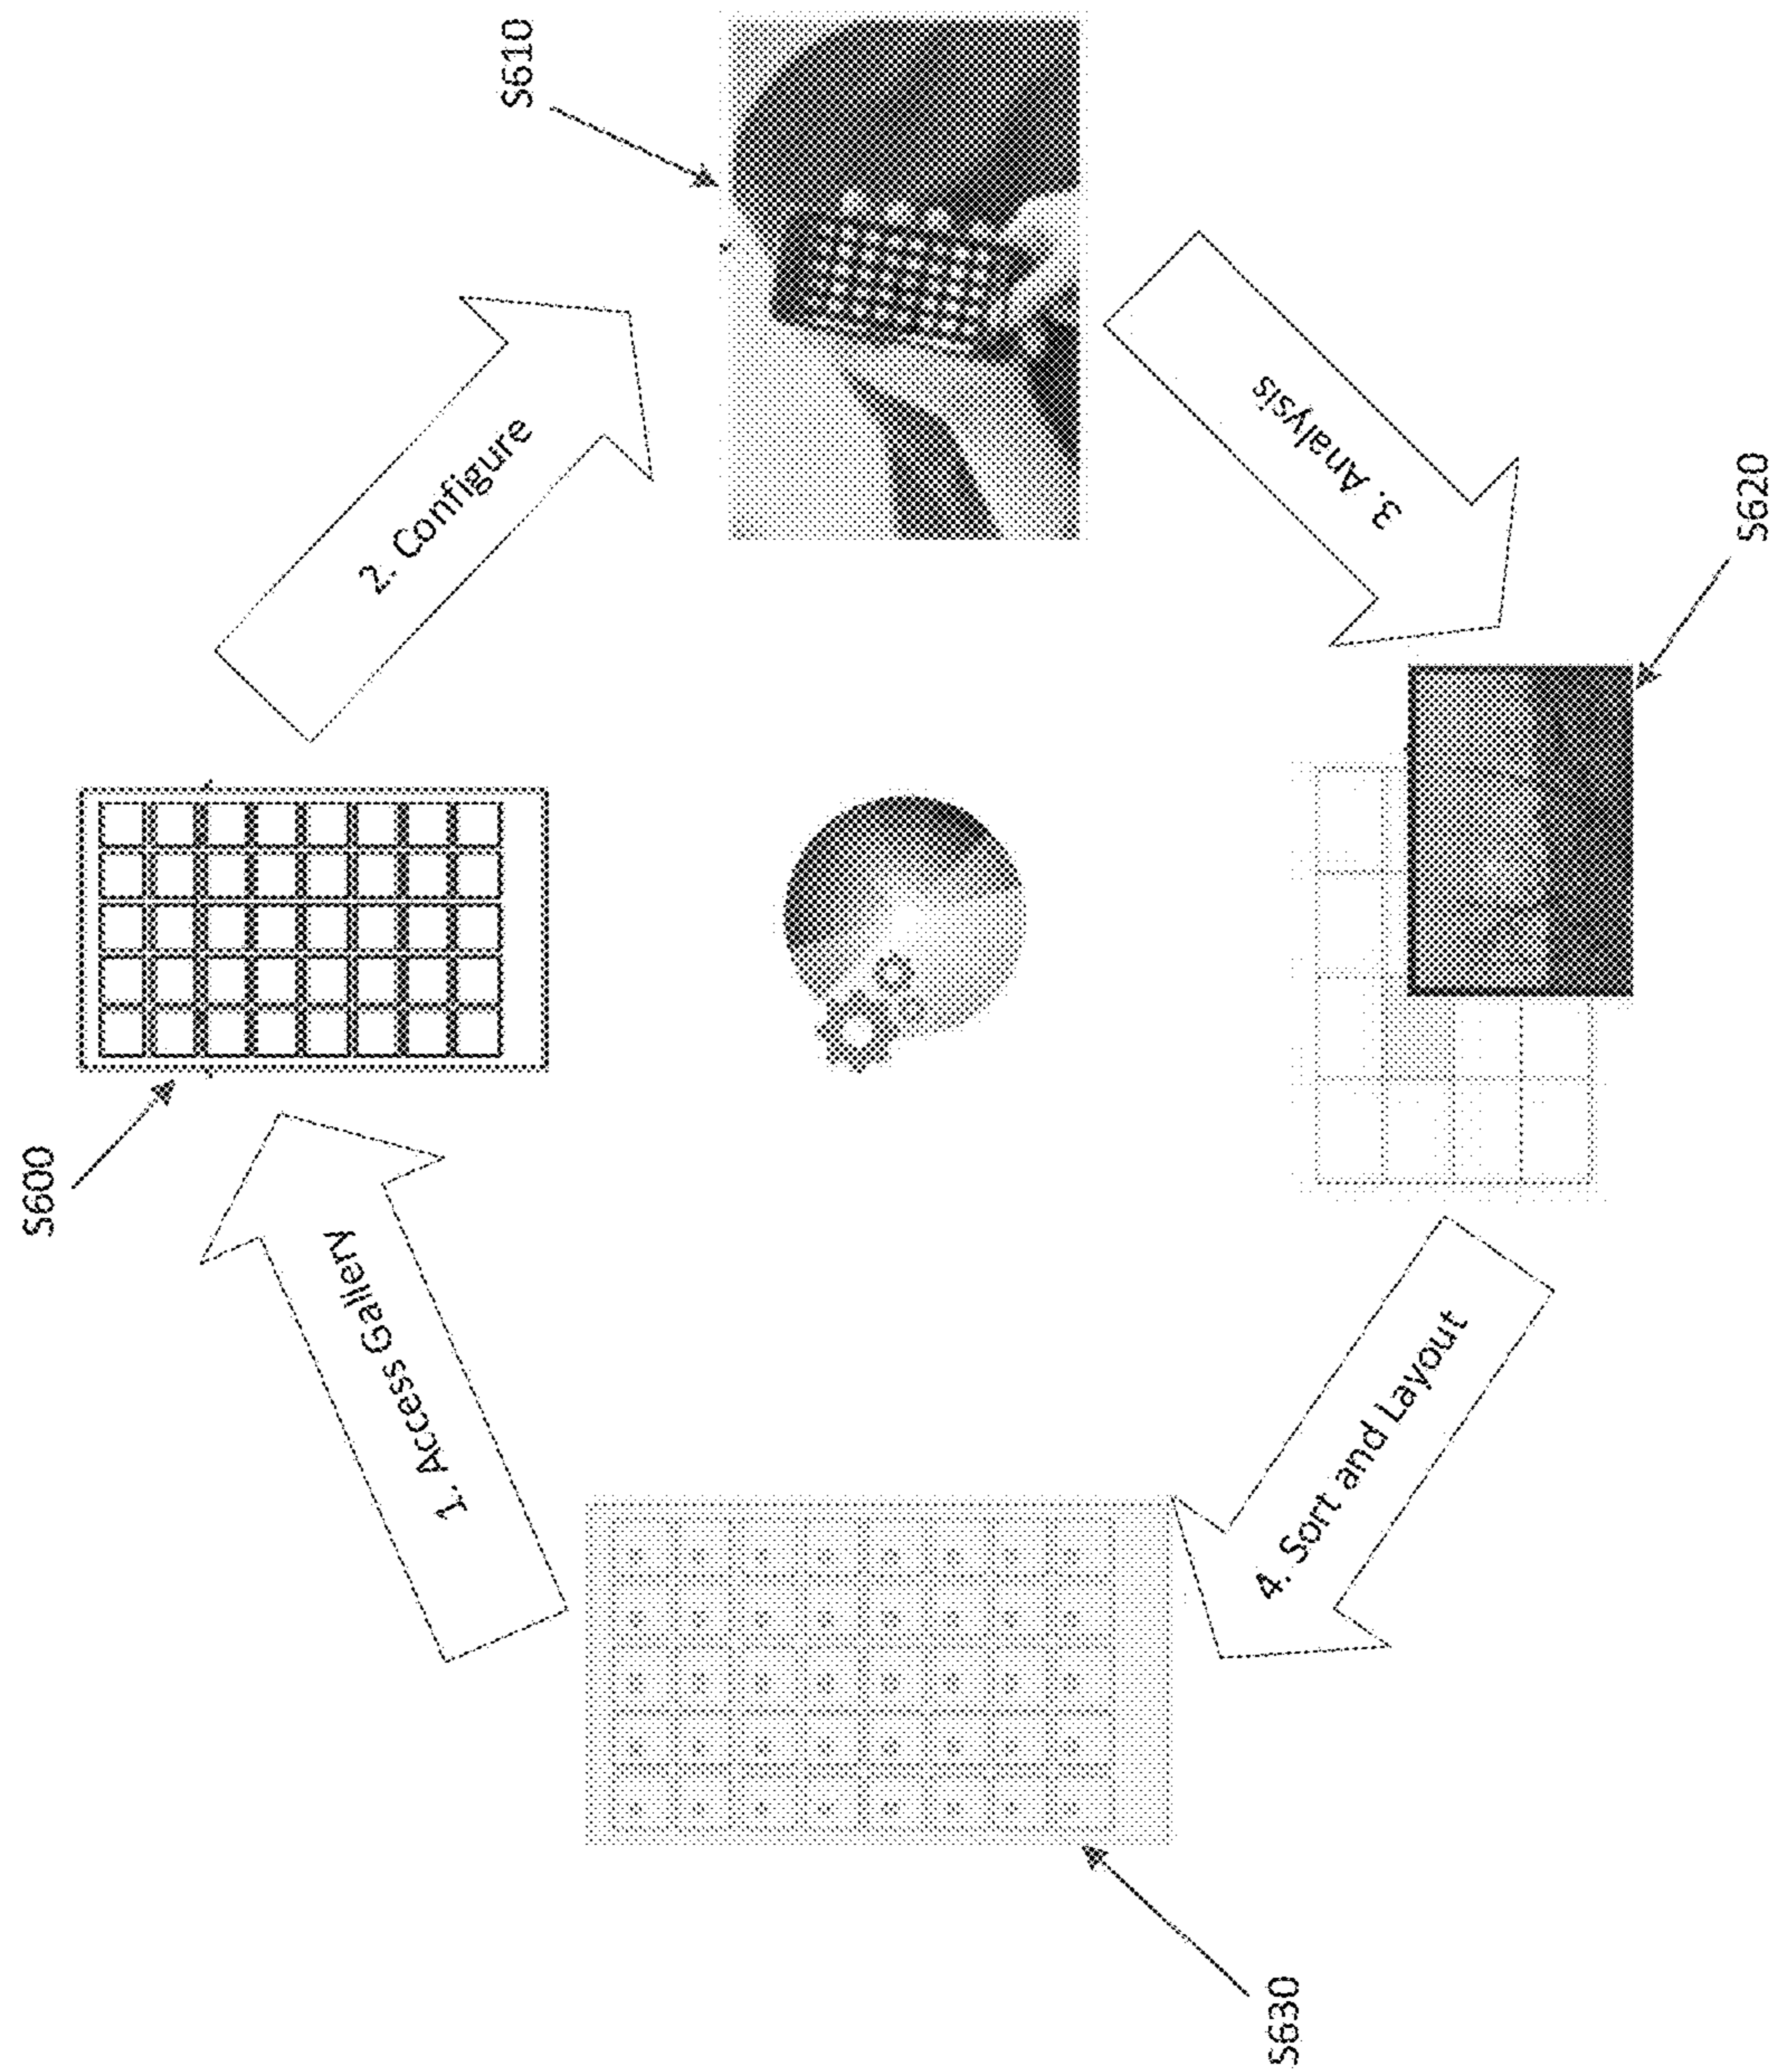 S600
1. Access Gallery
2. Configure
S610
3. Analysis
S620
4. Sort and Layout
S630